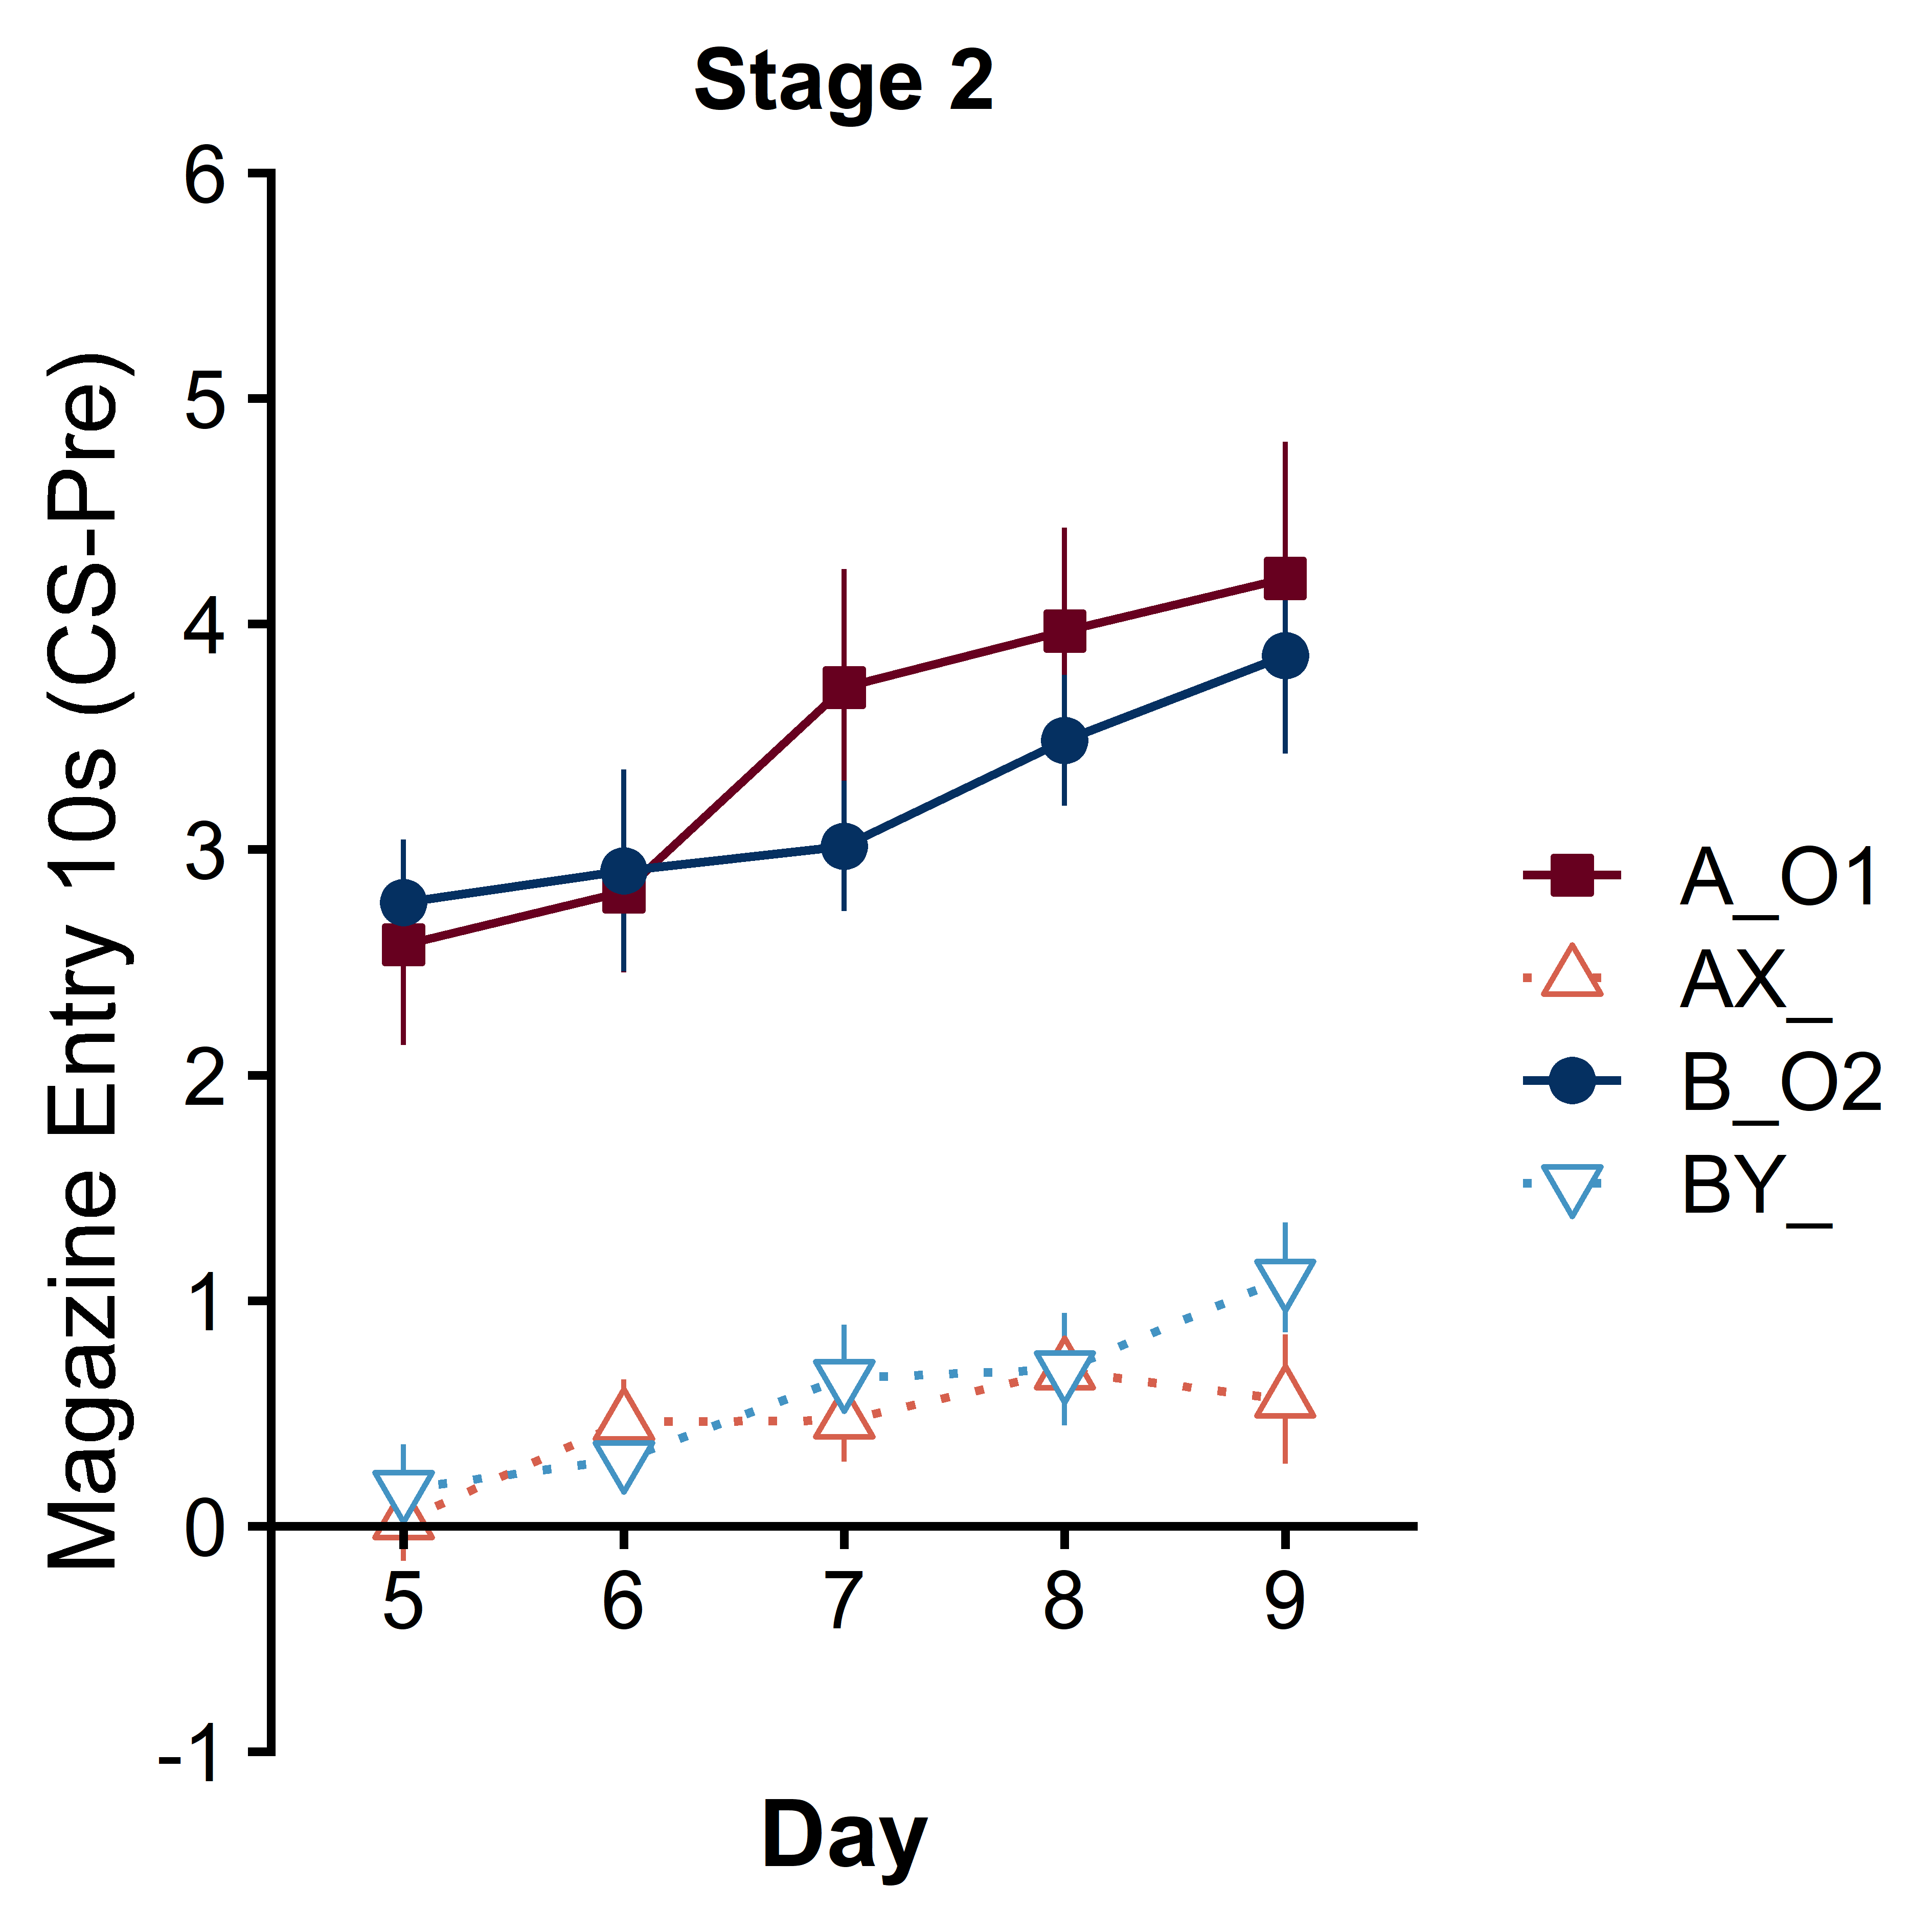 Stage 2
Magazine Entry 10s (CS-Pre)
6
5
4
3
2
1
0
-1
5 6 7 8 9
Day
A_O1
AX_
B_O2
BY_